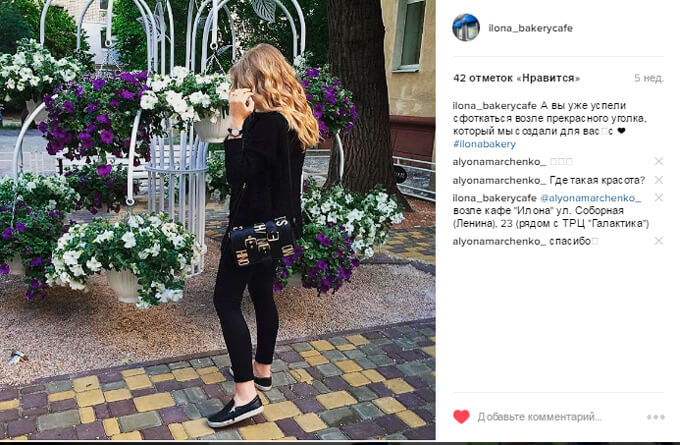 ilona_bakerycafe
42 отметок «Нравится»
5 нед.
ilona_bakerycafe А вы уже успели
сфоткаться возле прекрасного уголка,
который мы с создали для вас с ❤
#ilonabakery
alyonamarchenko_
alyonamarchenko_ Где такая красота?
ilona_bakerycafe @alyonamarchenko_
возле кафе "Илона" ул. Соборная
(Ленина), 23 (рядом с ТРЦ "Галактика")
alyonamarchenko_ спасибо
Добавьте комментарий...